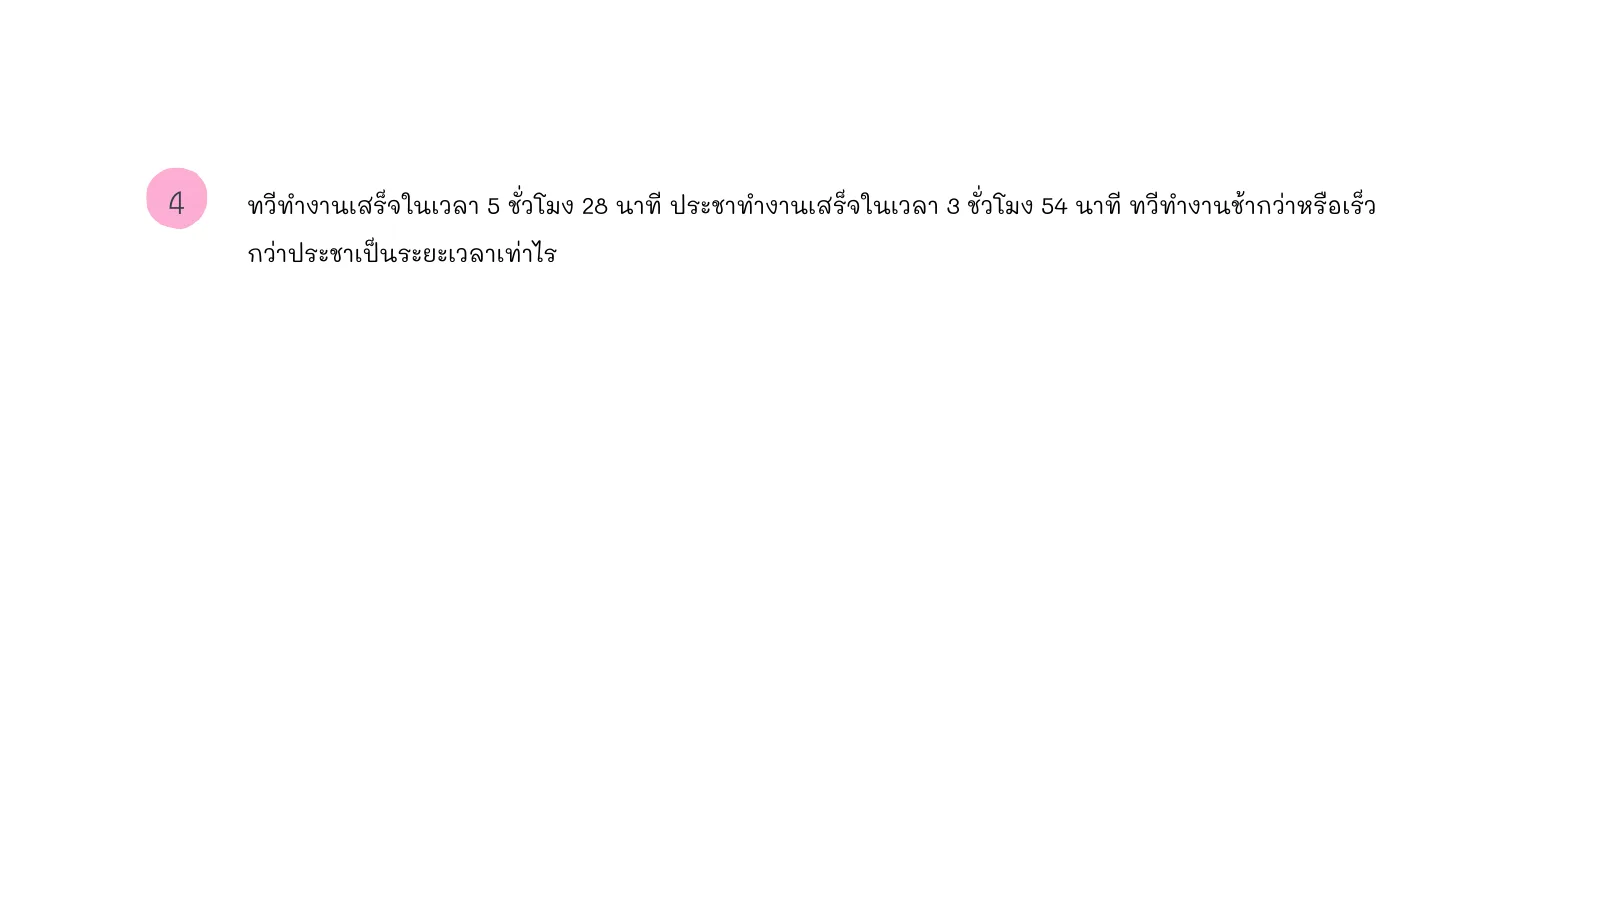 4 ทวีทำงานเสร็จในเวลา 5 ชั่วโมง 28 นาที ประชาทำงานเสร็จในเวลา 3 ชั่วโมง 54 นาที ทวีทำงานช้ากว่าหรือเร็ว
กว่าประชาเป็นระยะเวลาเท่าไร